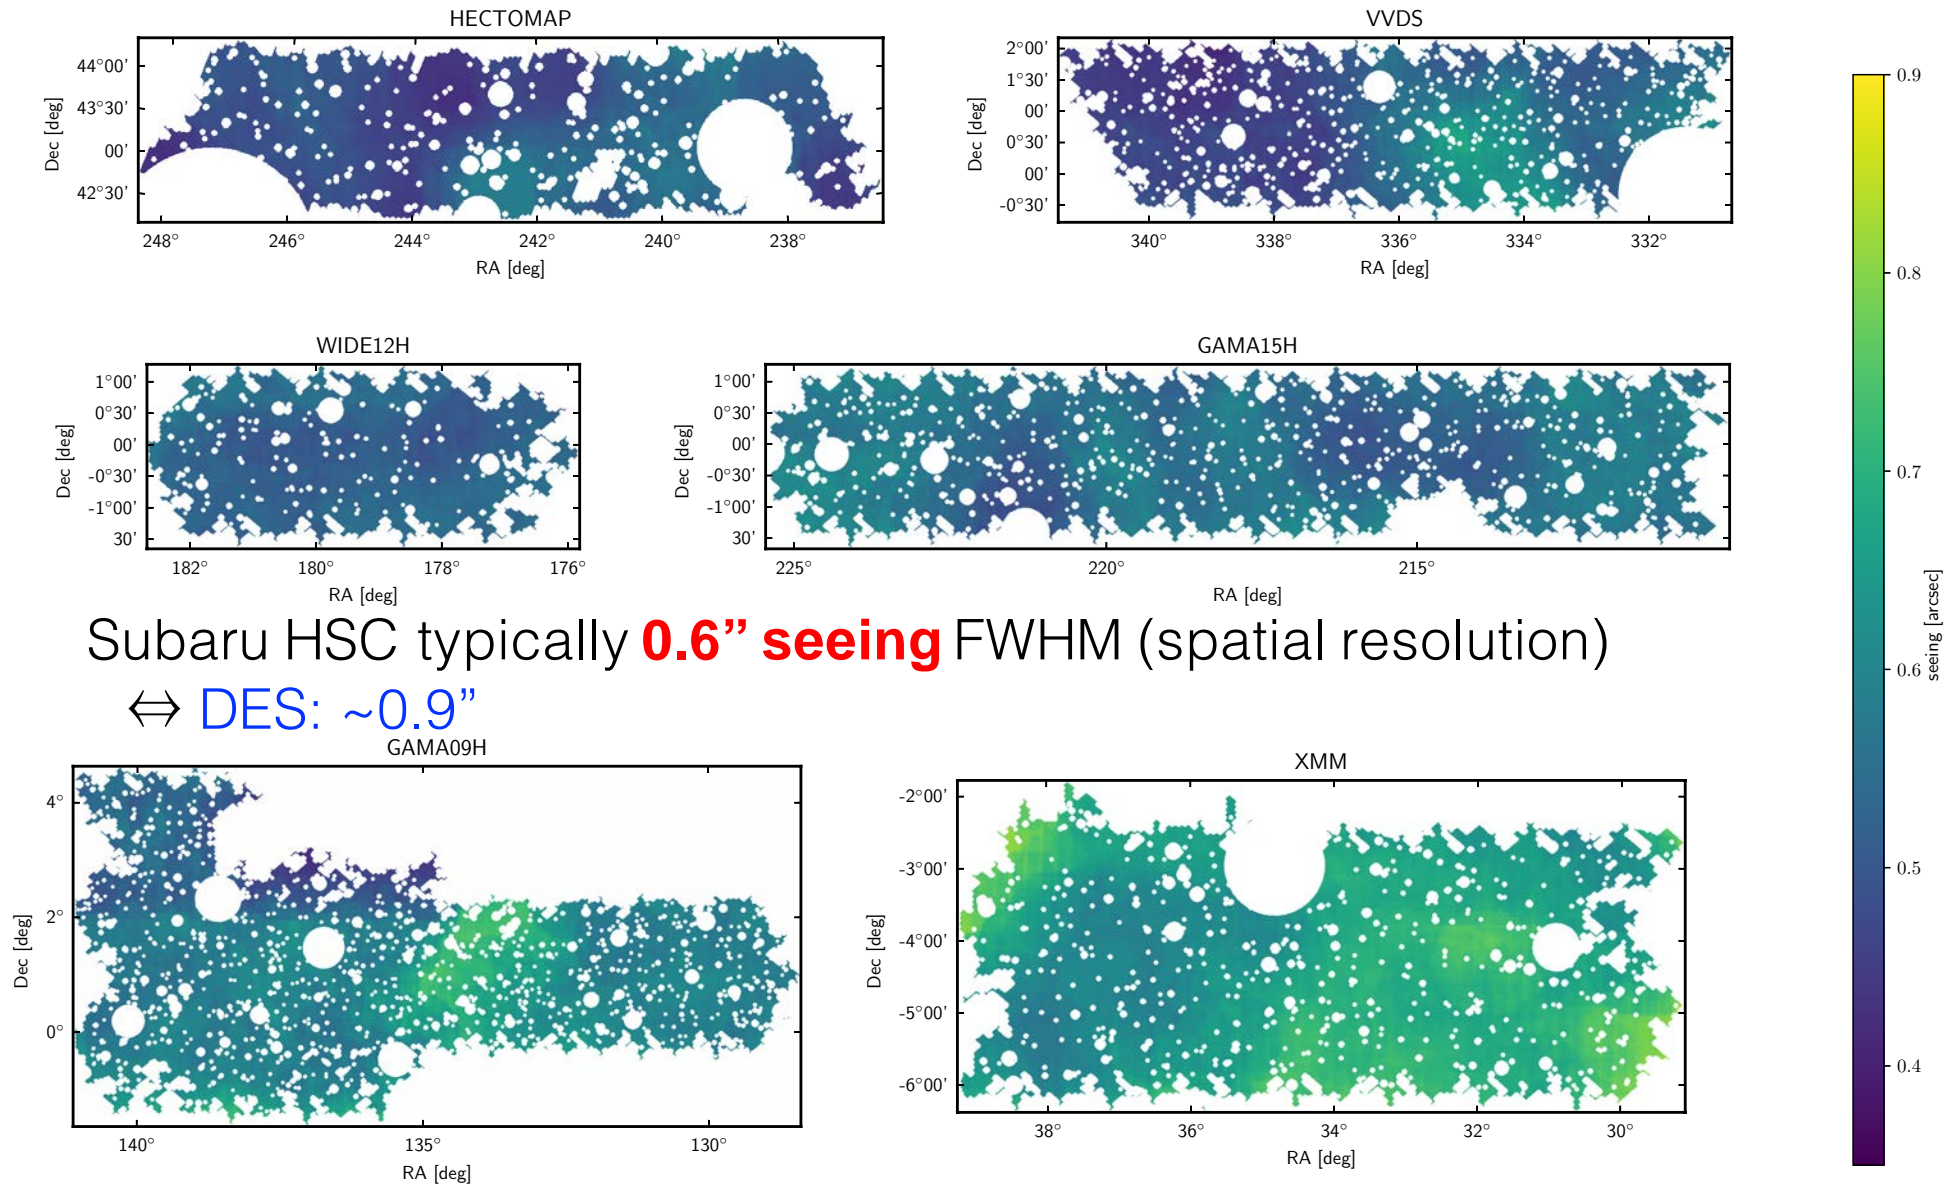 HECTOMAP
44°00'
43°30'
00'
42°30'
Dec [deg]
248° 246° 244° 242° 240° 238°
RA [deg]
VVDS
2°00'
1°30'
00'
0°30'
00'
-0°30'
Dec [deg]
340° 338° 336° 334° 332°
RA [deg]
WIDE12H
1°00'
0°30'
00'
-0°30'
-1°00'
30'
Dec [deg]
182° 180° 178° 176°
RA [deg]
GAMA15H
1°00'
0°30'
00'
-0°30'
-1°00'
30'
Dec [deg]
225° 220° 215°
RA [deg]
Subaru HSC typically 0.6” seeing FWHM (spatial resolution)
⇔ DES: ~0.9”
GAMA09H
4°
2°
0°
Dec [deg]
140° 135° 130°
RA [deg]
XMM
-2°00'
-3°00'
-4°00'
-5°00'
-6°00'
Dec [deg]
38° 36° 34° 32° 30°
RA [deg]
0.9
0.8
0.7
0.6
0.5
0.4
seeing [arcsec]